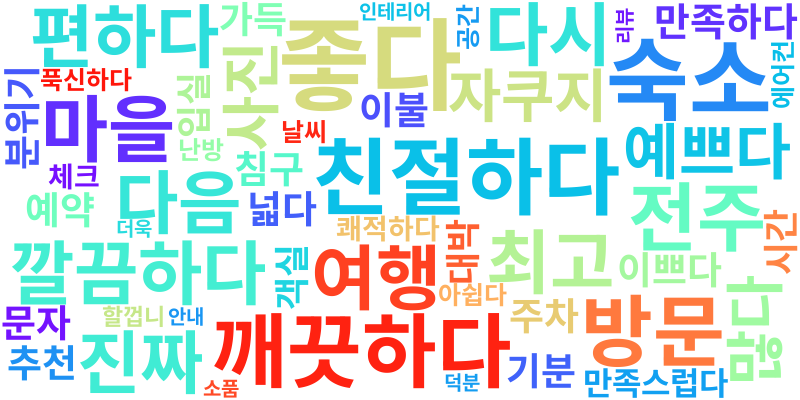 편하다
가득
인테리어
공간
다시
리뷰
만족하다
에어컨
푹신하다
사진
좋다
자쿠지
숙소
분위기
마을
입실
이불
예쁘다
난방
날씨
체크
침구
친절하다
예약
다음
넓다
전주
더욱
쾌적하다
시간
깔끔하다
객실
여행
대박
최고
이쁘다
많다
아쉽다
문자
할껍니
안내
주차
방문
추천
진짜
깨끗하다
기분
소품
덕분
만족스럽다